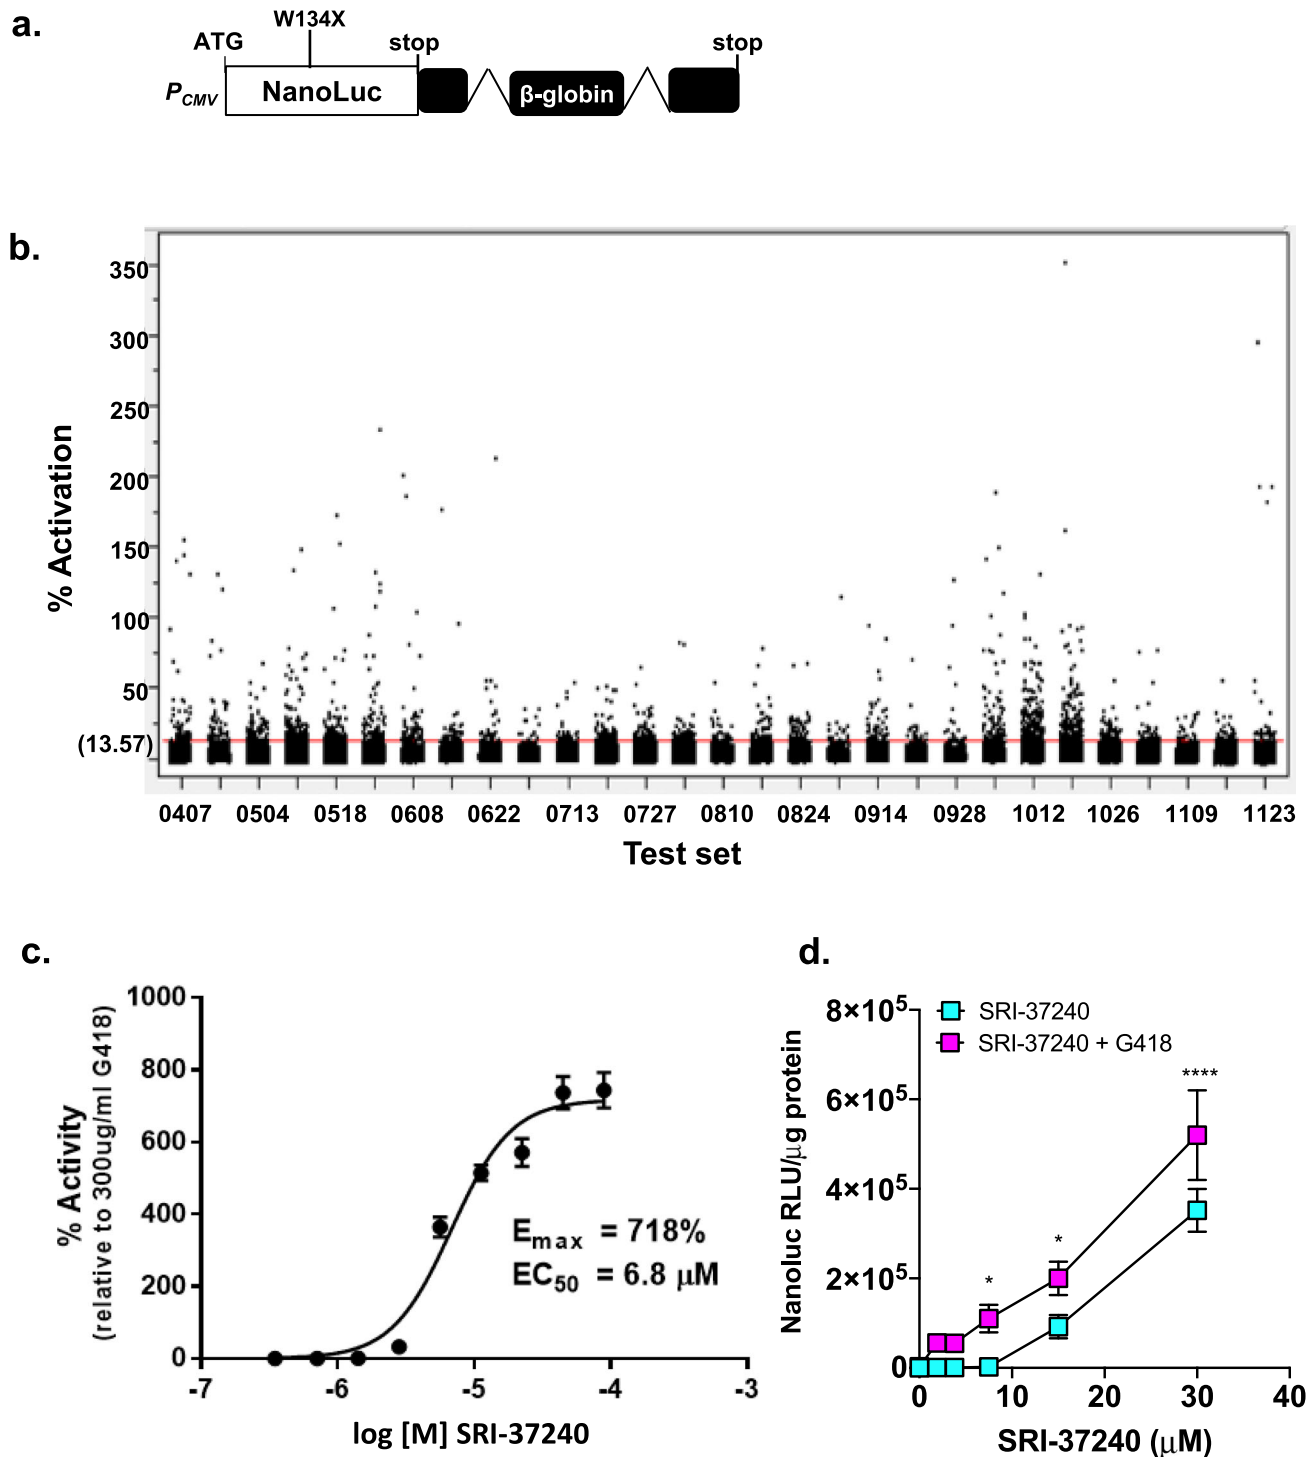 a.
W134X
ATG
stop
stop
P_CMV
NanoLuc
β-globin
b.
% Activation
350
300
250
200
150
100
50
(13.57)
0407 0504 0518 0608 0622 0713 0727 0810 0824 0914 0928 1012 1026 1109 1123
Test set
c.
% Activity
(relative to 300ug/ml G418)
1000
800
600
400
200
0
Emax = 718%
EC50 = 6.8 μM
-7 -6 -5 -4 -3
log [M] SRI-37240
d.
Nanoluc RLU/μg protein
8×10⁵
6×10⁵
4×10⁵
2×10⁵
0
SRI-37240
SRI-37240 + G418
*
*
****
0 10 20 30 40
SRI-37240 (μM)